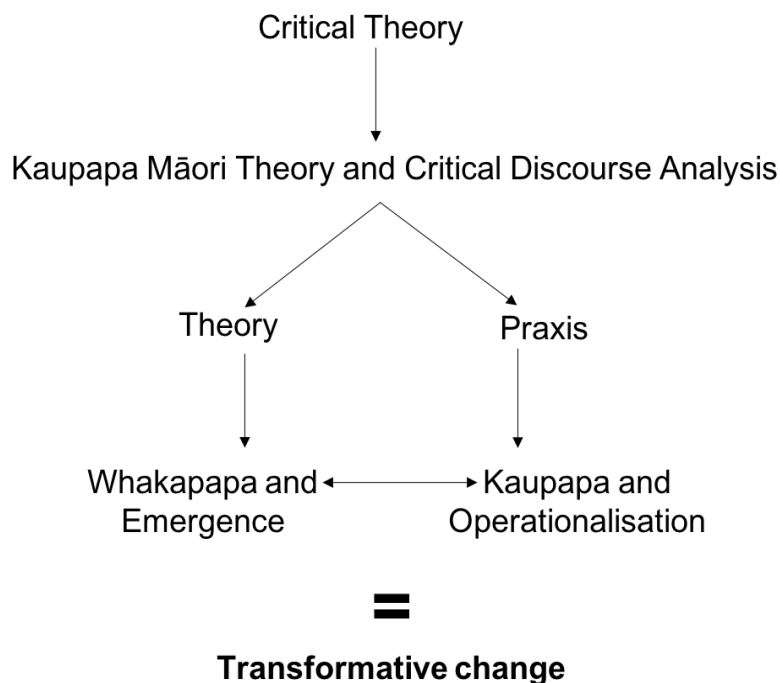 Critical Theory
Kaupapa Māori Theory and Critical Discourse Analysis
Theory
Praxis
Whakapapa and
Emergence
Kaupapa and
Operationalisation
=
Transformative change